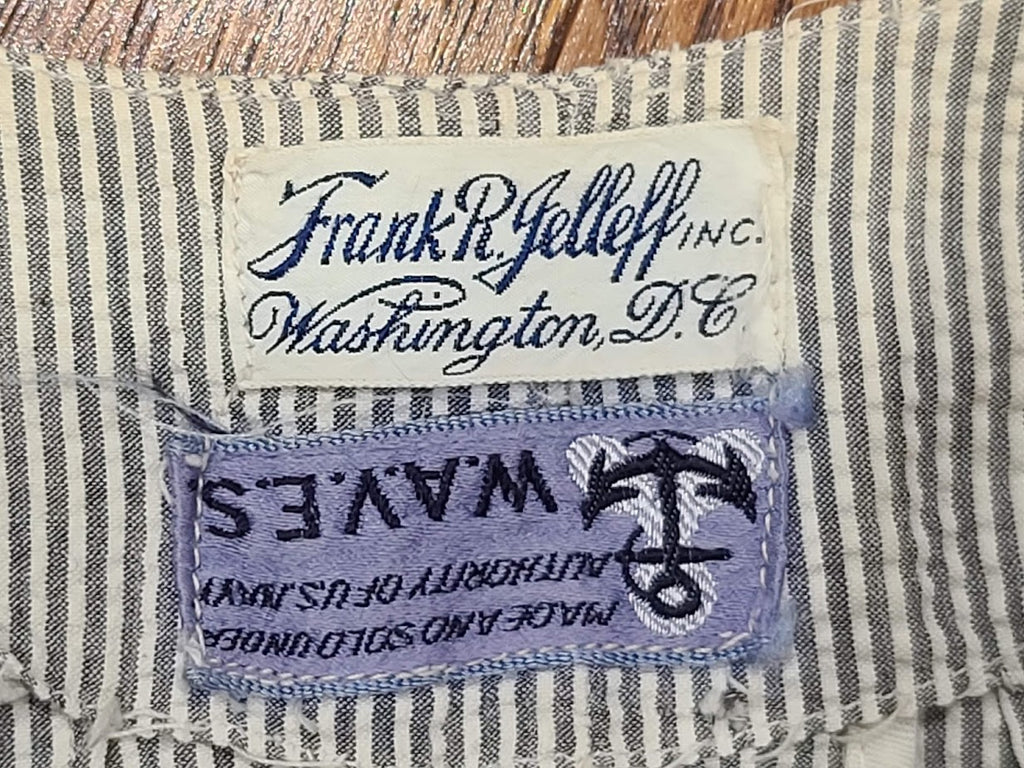 Frank R. Jelleff INC.
Washington, D.C.
MADE AND SOLD UNDER
AUTHORITY OF U.S. NAVY
W.A.V.E.S.